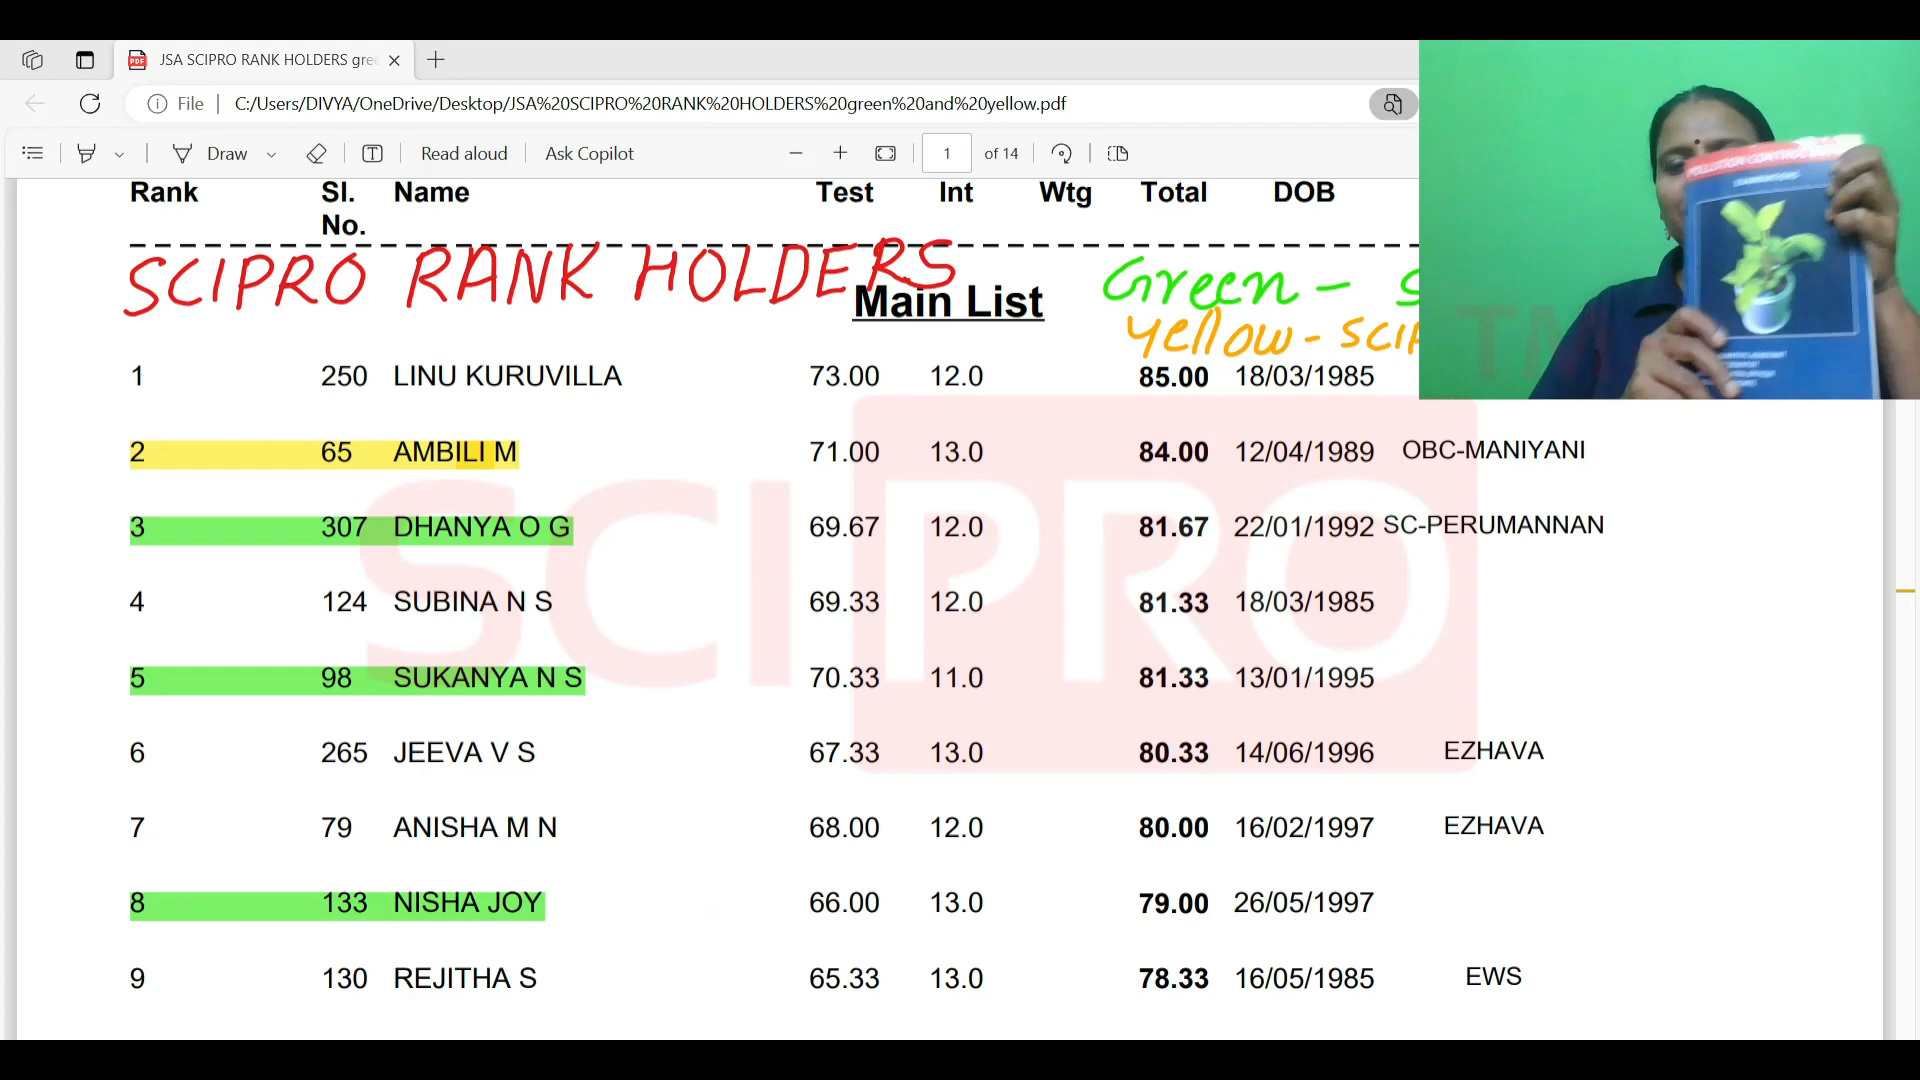 JSA SCIPRO RANK HOLDERS gre
File
C:/Users/DIVYA/OneDrive/Desktop/JSA%20SCIPRO%20RANK%20HOLDERS%20green%20and%20yellow.pdf
Draw Read aloud Ask Copilot 1 of 14
POLLUTION CONTROL
Rank Sl. No. Name Test Int Wtg Total DOB
SCIPRO RANK HOLDERS
Green - S
Main List
Yellow - SCIP
1 250 LINU KURUVILLA 73.00 12.0 85.00 18/03/1985
2 65 AMBILI M 71.00 13.0 84.00 12/04/1989 OBC-MANIYANI
3 307 DHANYA O G 69.67 12.0 81.67 22/01/1992 SC-PERUMANNAN
4 124 SUBINA N S 69.33 12.0 81.33 18/03/1985
5 98 SUKANYA N S 70.33 11.0 81.33 13/01/1995
6 265 JEEVA V S 67.33 13.0 80.33 14/06/1996 EZHAVA
7 79 ANISHA M N 68.00 12.0 80.00 16/02/1997 EZHAVA
8 133 NISHA JOY 66.00 13.0 79.00 26/05/1997
9 130 REJITHA S 65.33 13.0 78.33 16/05/1985 EWS
SCIPRO